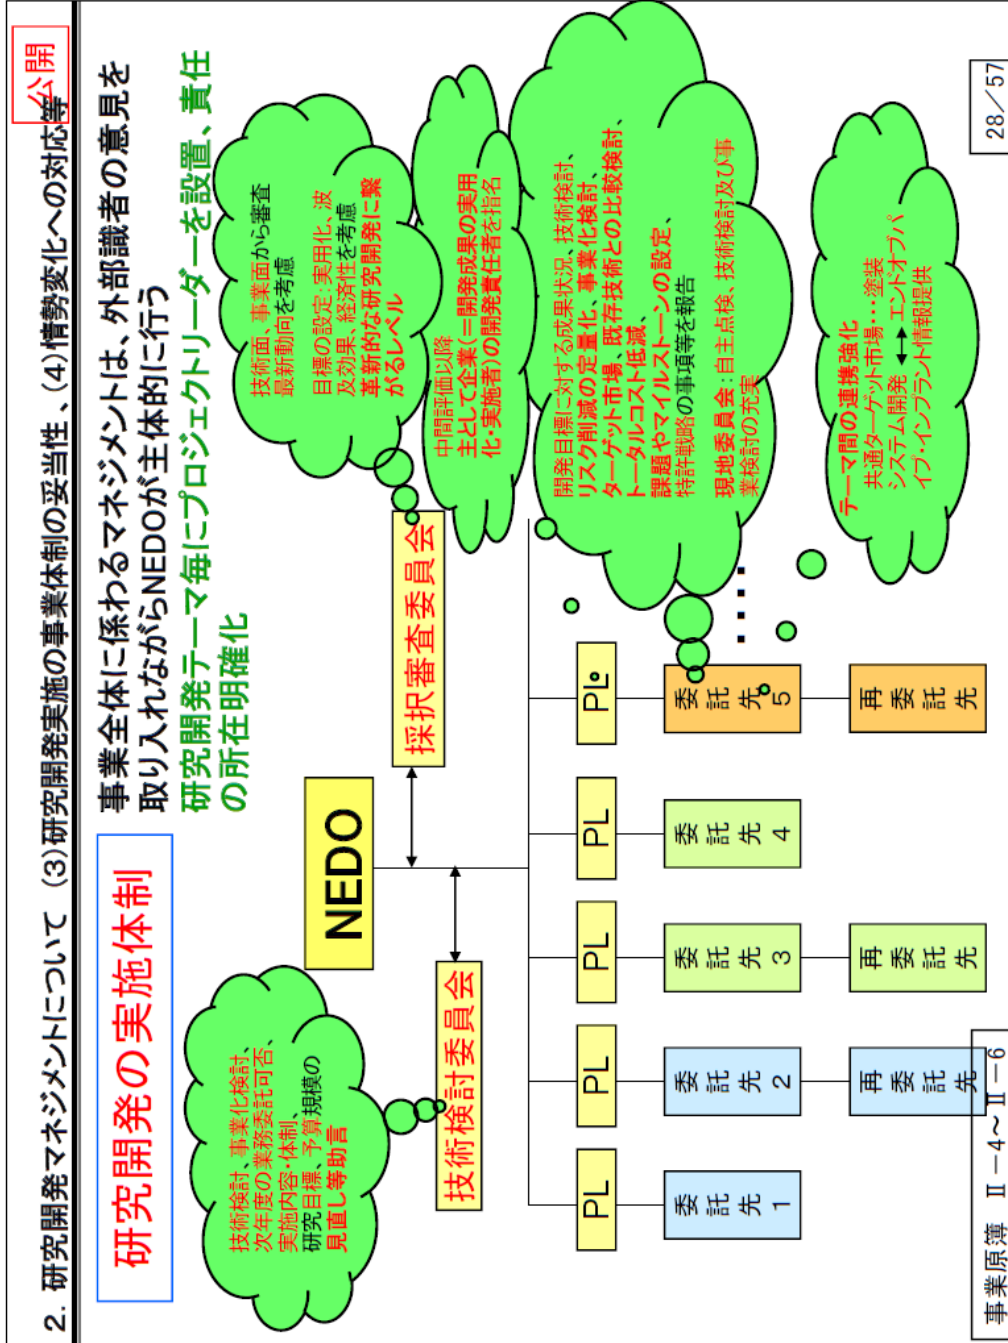 公開
2. 研究開発マネジメントについて (3)研究開発実施の事業体制の妥当性、(4)情勢変化への対応等
研究開発の実施体制
事業全体に係わるマネジメントは、外部識者の意見を
取り入れながらNEDOが主体的に行う
研究開発テーマ毎にプロジェクトリーダーを設置、責任
の所在明確化
技術検討、事業化検討、
次年度の業務委託可否、
実施内容・体制、
研究目標、予算規模の
見直し等助言
NEDO
技術面、事業面から審査
最新動向を考慮
目標の設定:実用化、波
及効果、経済性を考慮
革新的な研究開発に繋
がるレベル
採択審査委員会
技術検討委員会
中間評価以降
主として企業(=開発成果の実用
化・実施者)の開発責任者を指名
開発目標に対する成果状況、技術検討、
リスク削減の定量化、事業化検討、
ターゲット市場、既存技術との比較検討、
トータルコスト低減、
課題やマイルストーンの設定、
特許戦略の事項等を報告
現地委員会:自主点検、技術検討及び事
業検討の充実
PL
PL
PL
PL
PL
委託先1
委託先2
委託先3
委託先4
委託先5
・・・・
再委託先
再委託先
再委託先
テーマ間の連携強化
共通ターゲット市場・・・塗装
システム開発 ↔ エンドオブパ
イプ・インプラント情報提供
事業原簿 Ⅱ-4~Ⅱ-6
28/57